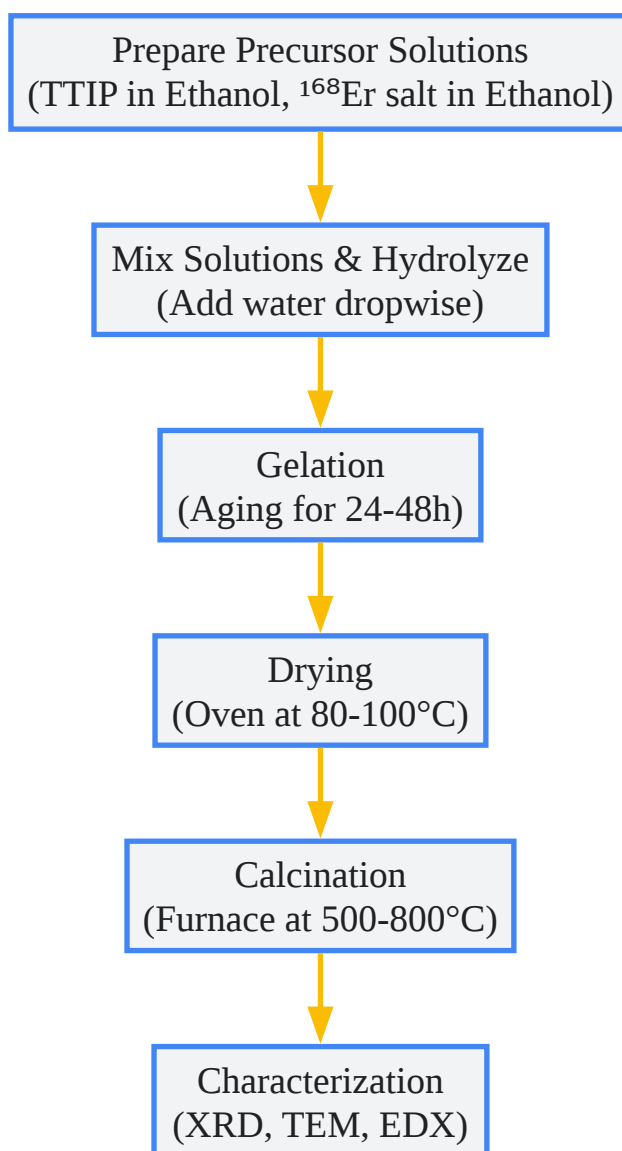 Prepare Precursor Solutions
(TTIP in Ethanol, ¹⁶⁸Er salt in Ethanol)
Mix Solutions & Hydrolyze
(Add water dropwise)
Gelation
(Aging for 24-48h)
Drying
(Oven at 80-100°C)
Calcination
(Furnace at 500-800°C)
Characterization
(XRD, TEM, EDX)